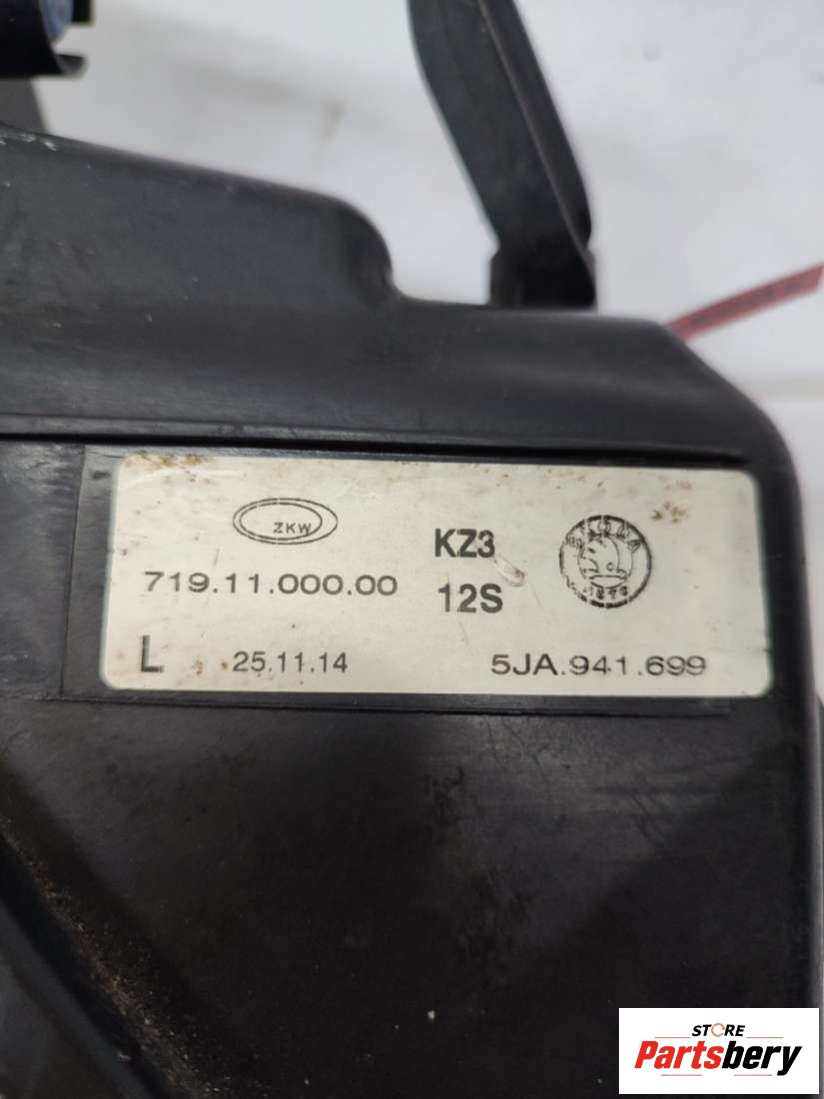 ZKW
KZ3
719.11.000.00
12S
L
25.11.14
5JA.941.699
STORE
Partsbery